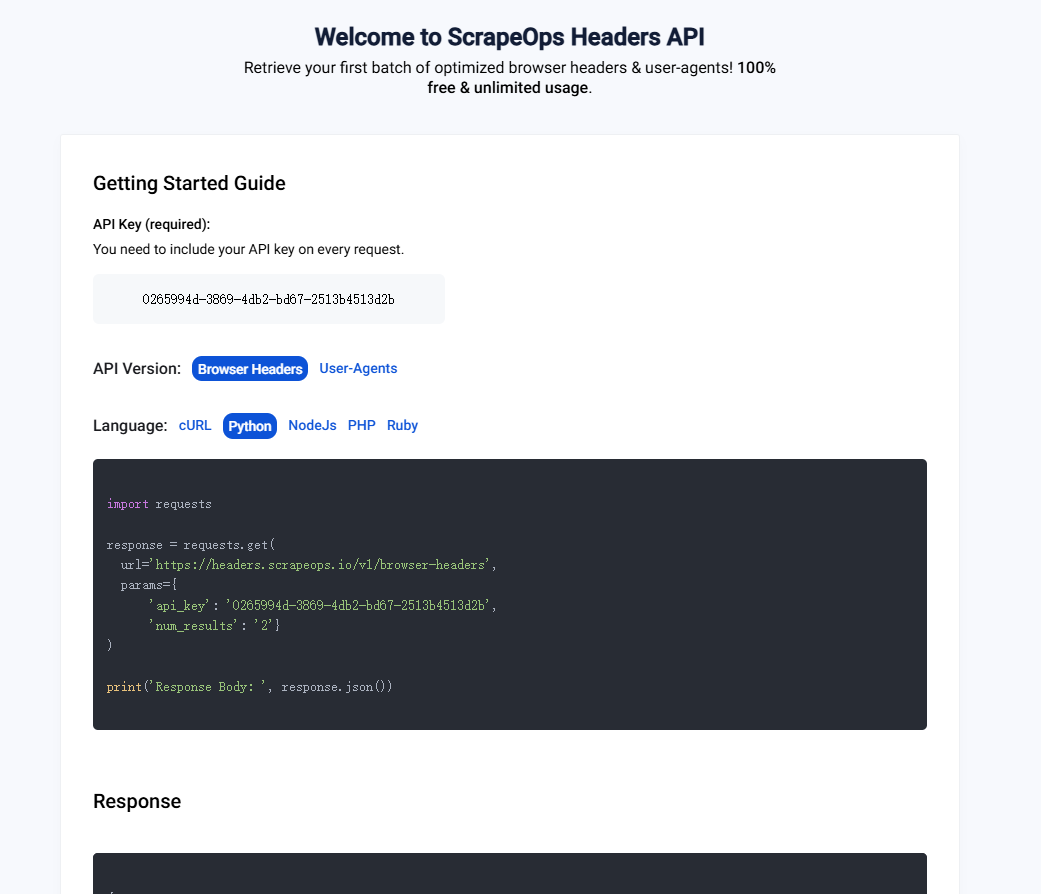 Welcome to ScrapeOps Headers API
Retrieve your first batch of optimized browser headers & user-agents! 100%
free & unlimited usage.
Getting Started Guide
API Key (required):
You need to include your API key on every request.
0265994d-3869-4db2-bd67-2513b4513d2b
API Version: Browser Headers User-Agents
Language: cURL Python NodeJs PHP Ruby
import requests
response = requests.get(
url='https://headers.scrapeops.io/v1/browser-headers',
params={
'api_key': '0265994d-3869-4db2-bd67-2513b4513d2b',
'num_results': '2'}
)
print('Response Body: ', response.json())
Response